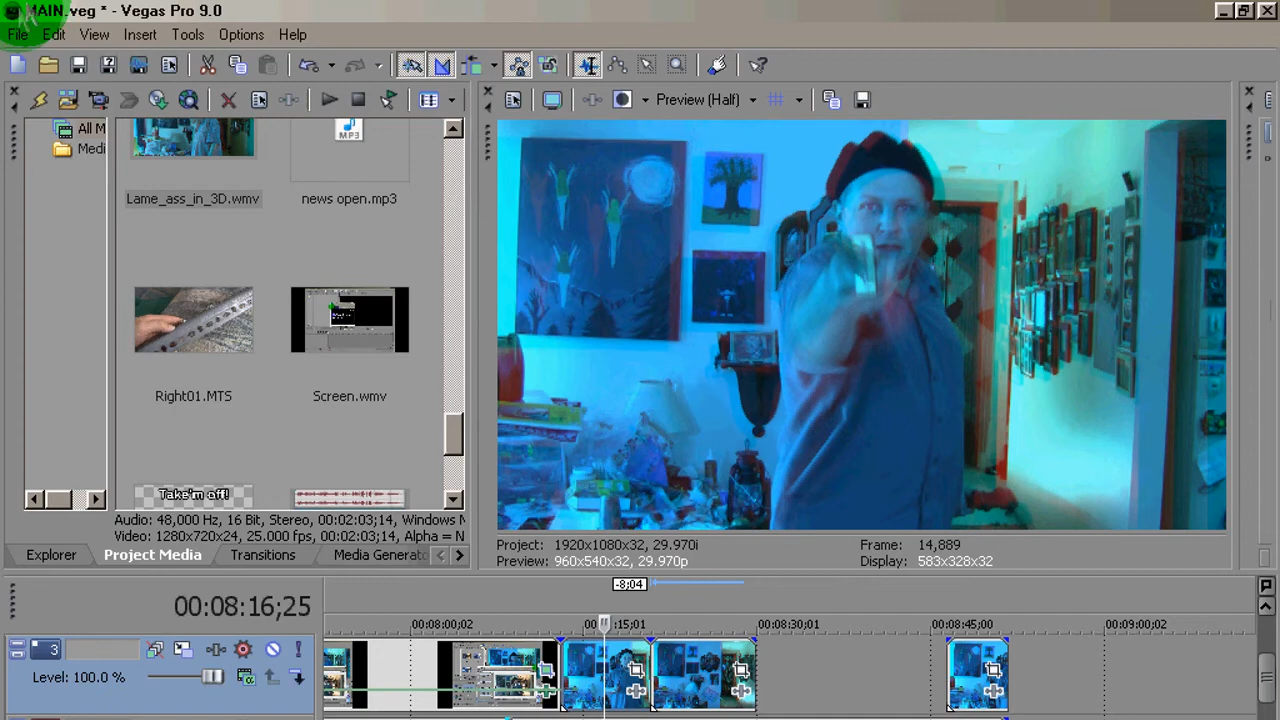 MAIN.veg * - Vegas Pro 9.0
File Edit View Insert Tools Options Help
Preview (Half)
All M
Medi
MP3
Lame_ass_in_3D.wmv
news open.mp3
Right01.MTS
Screen.wmv
Take'm off!
Audio: 48,000 Hz, 16 Bit, Stereo, 00:02:03;14, Windows M
Video: 1280x720x24, 25.000 fps, 00:02:03;14, Alpha = N
Explorer Project Media Transitions Media Generato
Project: 1920x1080x32, 29.970i
Preview: 960x540x32, 29.970p
Frame: 14,889
Display: 583x328x32
-8;04
00:08:16;25
00:08:00;02 :15;01 00:08:30;01 00:08:45;00 00:09:00;02
3
Level: 100.0 %